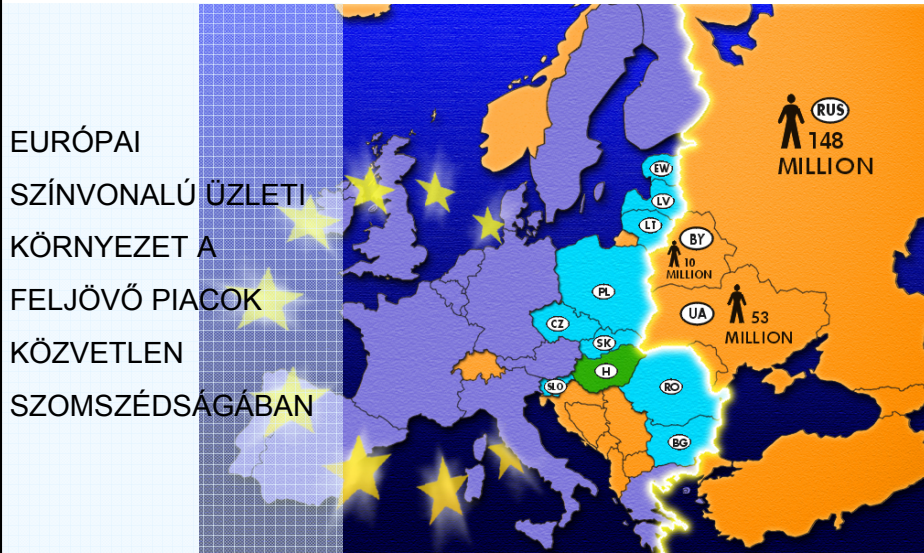 EURÓPAI
SZÍNVONALÚ ÜZLETI
KÖRNYEZET A
FELJÖVŐ PIACOK
KÖZVETLEN
SZOMSZÉDSÁGÁBAN
RUS
148
MILLION
EW
LV
LT
BY
10
MILLION
PL
UA
53
MILLION
CZ
SK
H
SLO
RO
BG